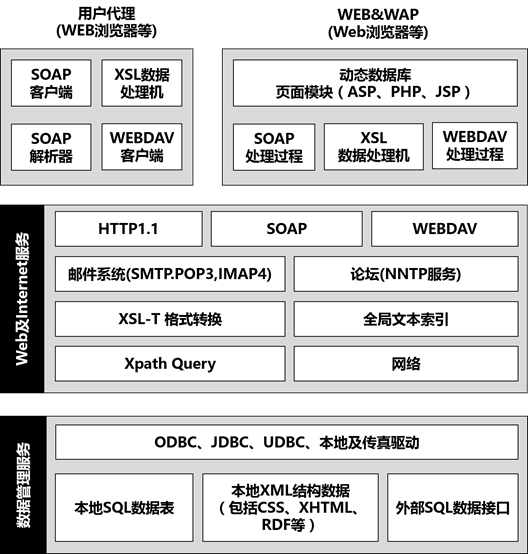 用户代理
(WEB浏览器等)
SOAP
客户端
XSL数据
处理机
SOAP
解析器
WEBDAV
客户端
WEB&WAP
(Web浏览器等)
动态数据库
页面模块（ASP、PHP、JSP）
SOAP
处理过程
XSL
数据处理机
WEBDAV
处理过程
Web及Internet服务
HTTP1.1
SOAP
WEBDAV
邮件系统(SMTP.POP3,IMAP4)
论坛(NNTP服务)
XSL-T 格式转换
全局文本索引
Xpath Query
网络
数据管理服务
ODBC、JDBC、UDBC、本地及传真驱动
本地SQL数据表
本地XML结构数据
（包括CSS、XHTML、
RDF等）
外部SQL数据接口